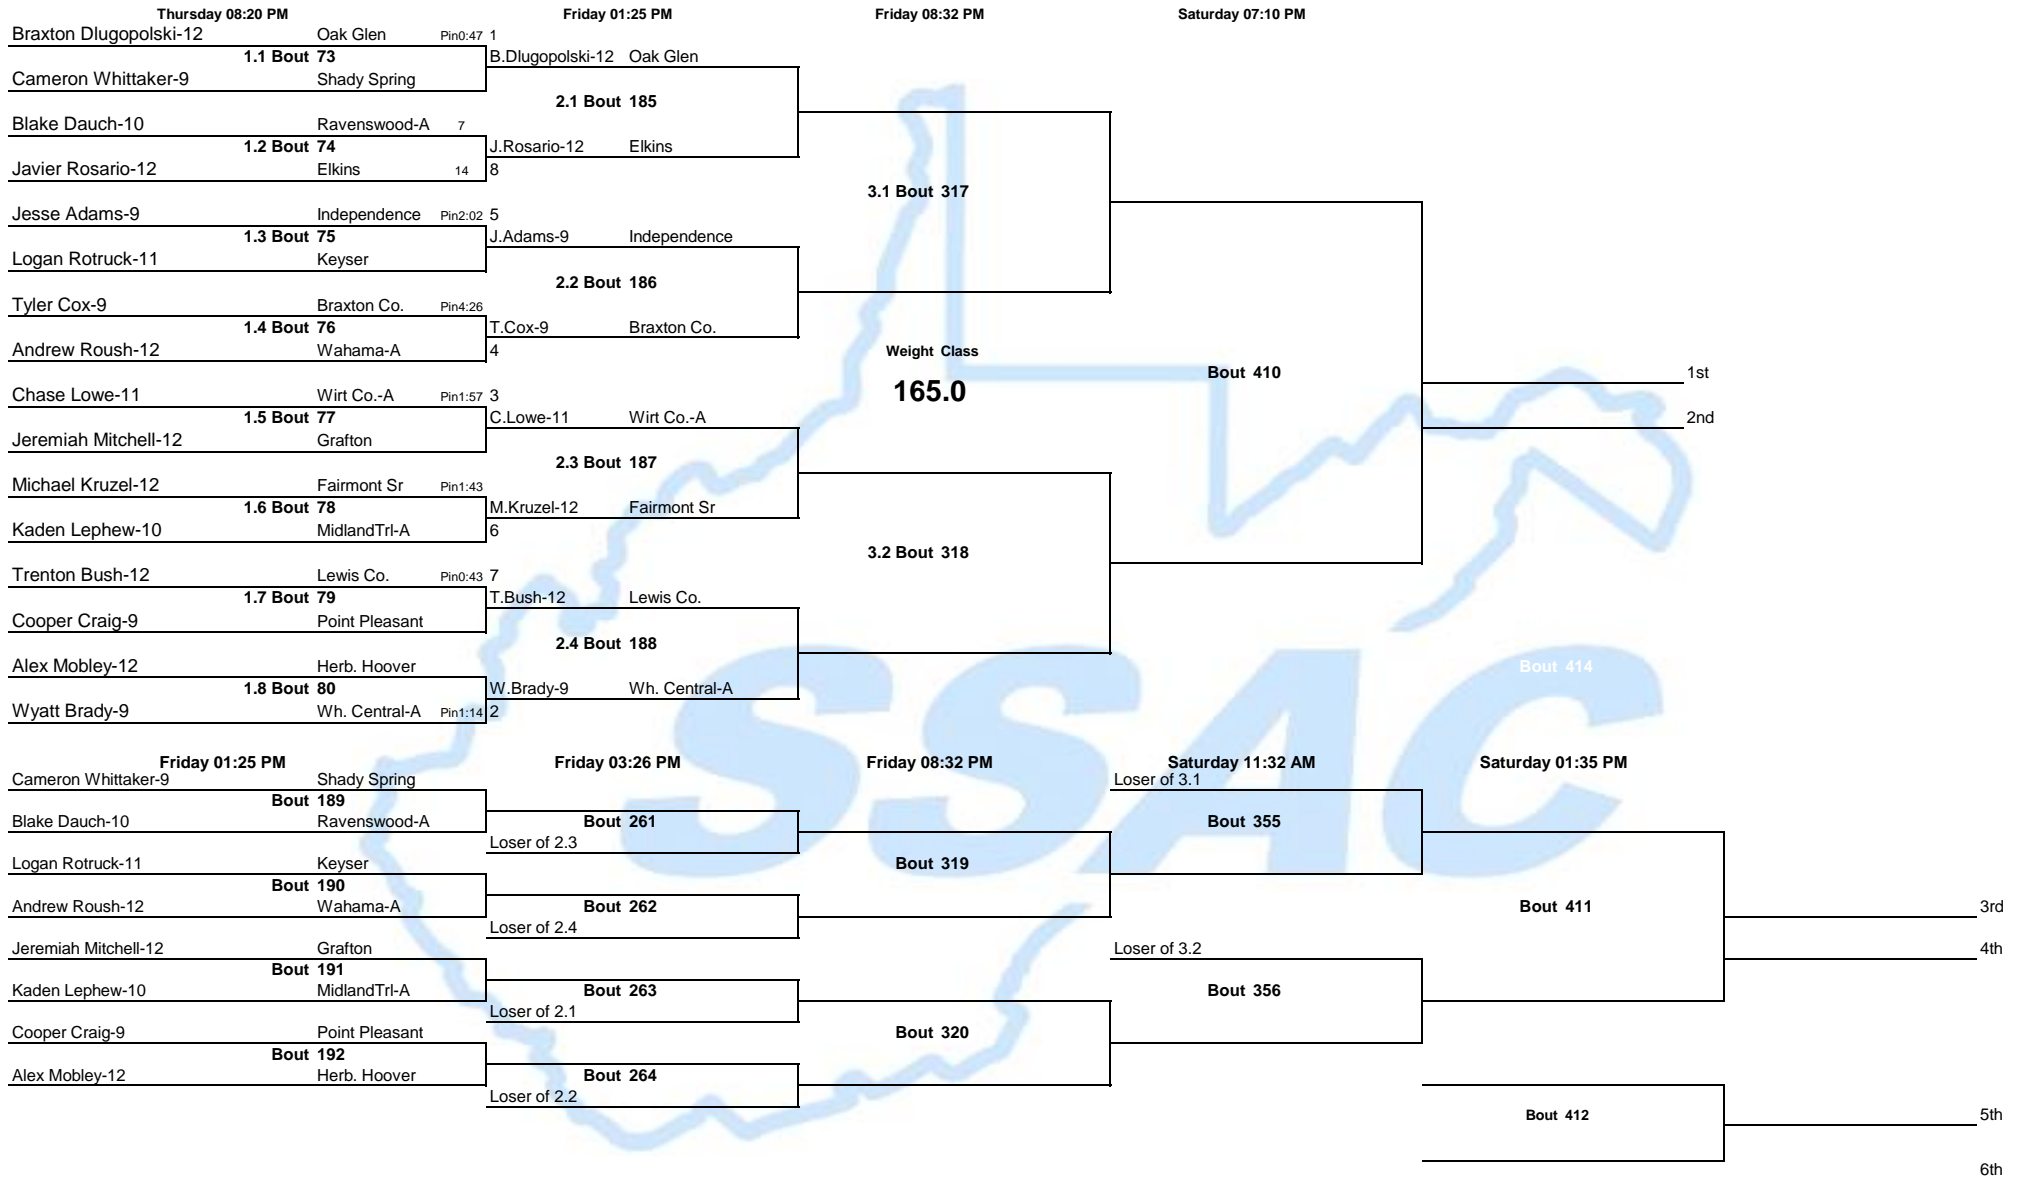 Thursday 08:20 PM Friday 01:25 PM Friday 08:32 PM Saturday 07:10 PM
Braxton Dlugopolski-12 Oak Glen Pin0:47 1
1.1 Bout 73 B.Dlugopolski-12 Oak Glen
Cameron Whittaker-9 Shady Spring
2.1 Bout 185
Blake Dauch-10 Ravenswood-A 7
1.2 Bout 74 J.Rosario-12 Elkins
Javier Rosario-12 Elkins 14 8
3.1 Bout 317
Jesse Adams-9 Independence Pin2:02 5
1.3 Bout 75 J.Adams-9 Independence
Logan Rotruck-11 Keyser
2.2 Bout 186
Tyler Cox-9 Braxton Co. Pin4:26
1.4 Bout 76 T.Cox-9 Braxton Co.
Andrew Roush-12 Wahama-A 4
Weight Class
165.0
Bout 410 1st
Chase Lowe-11 Wirt Co.-A Pin1:57 3
1.5 Bout 77 C.Lowe-11 Wirt Co.-A 2nd
Jeremiah Mitchell-12 Grafton
2.3 Bout 187
Michael Kruzel-12 Fairmont Sr Pin1:43
1.6 Bout 78 M.Kruzel-12 Fairmont Sr
Kaden Lephew-10 MidlandTrl-A 6
3.2 Bout 318
Trenton Bush-12 Lewis Co. Pin0:43 7
1.7 Bout 79 T.Bush-12 Lewis Co.
Cooper Craig-9 Point Pleasant
2.4 Bout 188
Alex Mobley-12 Herb. Hoover Bout 414
1.8 Bout 80 W.Brady-9 Wh. Central-A
Wyatt Brady-9 Wh. Central-A Pin1:14 2
SSAC
Friday 01:25 PM Friday 03:26 PM Friday 08:32 PM Saturday 11:32 AM Saturday 01:35 PM
Cameron Whittaker-9 Shady Spring Loser of 3.1
Bout 189
Blake Dauch-10 Ravenswood-A Bout 261 Bout 355
Loser of 2.3
Logan Rotruck-11 Keyser Bout 319
Bout 190
Andrew Roush-12 Wahama-A Bout 262 Bout 411 3rd
Loser of 2.4
Jeremiah Mitchell-12 Grafton Loser of 3.2 4th
Bout 191
Kaden Lephew-10 MidlandTrl-A Bout 263 Bout 356
Loser of 2.1
Cooper Craig-9 Point Pleasant Bout 320
Bout 192
Alex Mobley-12 Herb. Hoover Bout 264
Loser of 2.2
Bout 412 5th
6th